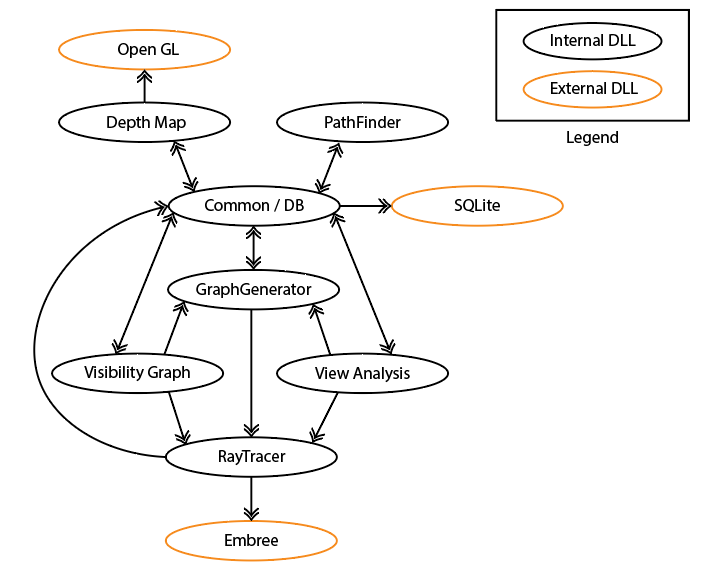 Open GL
Internal DLL
External DLL
Legend
Depth Map
PathFinder
Common / DB
SQLite
GraphGenerator
Visibility Graph
View Analysis
RayTracer
Embree